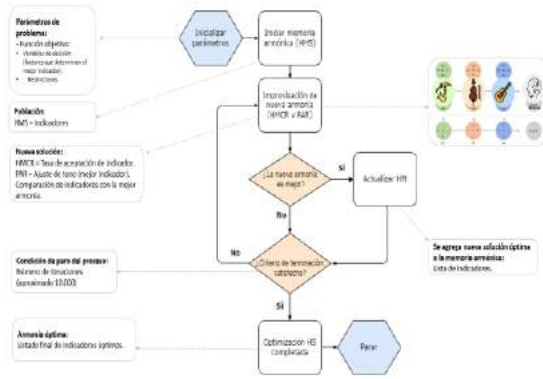 Parámetros de
problema:
- Función objetivo:
• Variables de decisión
(factores que determinan el
mejor indicador).
• Restricciones
Inicializar
parámetros
Iniciar memoria
armónica (HMS)
Población:
HMS = Indicadores
Improvisación de
nueva armonía
(HMCR y PAR)
Nueva solución:
HMCR = Tasa de aceptación de indicador.
PAR = Ajuste de tono (mejor indicador).
Comparación de indicadores con la mejor
armonía.
¿La nueva armonía
es mejor?
Si
Actualizar HM
No
Se agrega nueva solución óptima
a la memoria armónica:
Lista de indicadores.
Condición de paro del proceso:
Número de iteraciones
(aproximado 10,000)
No
¿Criterio de terminación
satisfecho?
Si
Armonía óptima:
Listado final de indicadores óptimos.
Optimización HS
completada
Parar